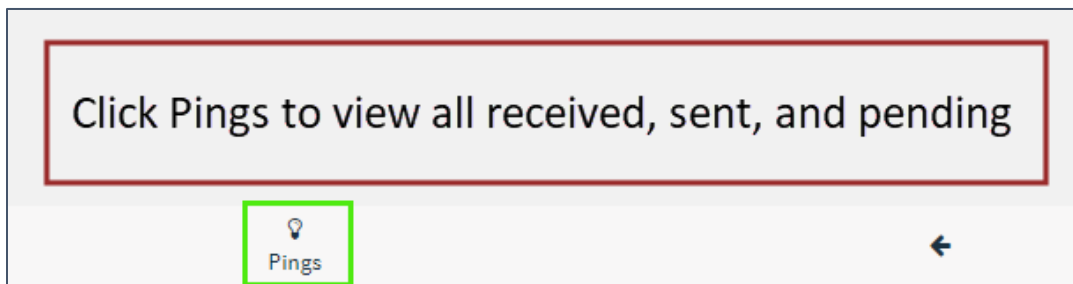 Click Pings to view all received, sent, and pending
Pings